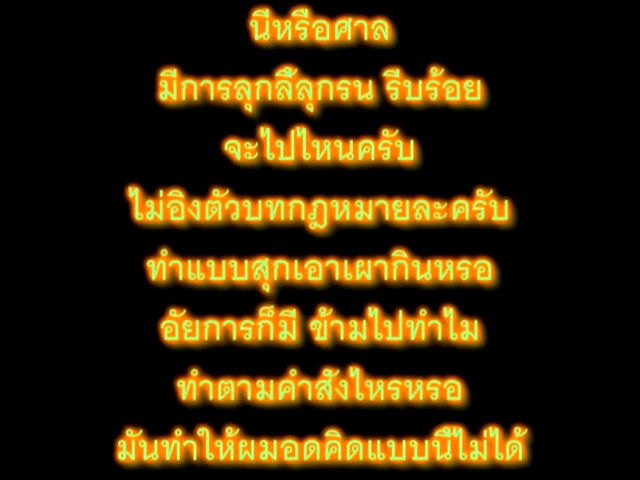 นี่หรือศาล
มีการลุกลี้ลุกรน รีบร้อย
จะไปไหนครับ
ไม่อิงตัวบทกฎหมายละครับ
ทำแบบสุกเอาเผากินหรอ
อัยการก็มี ข้ามไปทำไม
ทำตามคำสั่งไหรหรอ
มันทำให้ผมอดคิดแบบนี้ไม่ได้